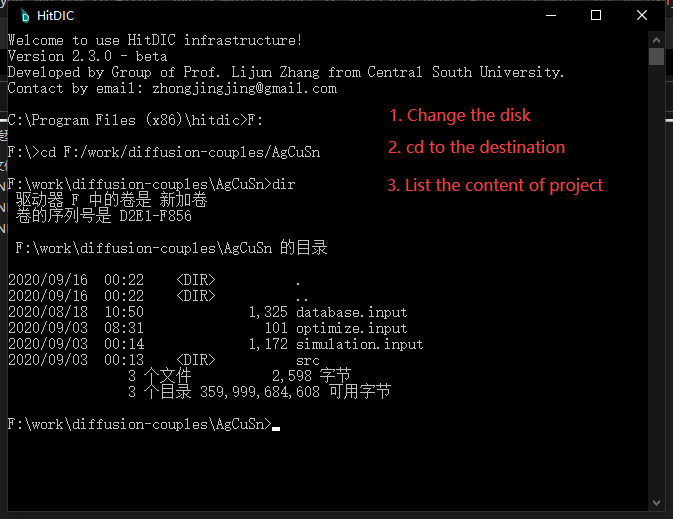 HitDIC
Welcome to use HitDIC infrastructure!
Version 2.3.0 - beta
Developed by Group of Prof. Lijun Zhang from Central South University.
Contact by email: zhongjingjing@gmail.com
C:\Program Files (x86)\hitdic>F:
1. Change the disk
F:\>cd F:/work/diffusion-couples/AgCuSn
2. cd to the destination
F:\work\diffusion-couples\AgCuSn>dir
3. List the content of project
驱动器 F 中的卷是 新加卷
卷的序列号是 D2E1-F856
F:\work\diffusion-couples\AgCuSn 的目录
2020/09/16  00:22    <DIR>          .
2020/09/16  00:22    <DIR>          ..
2020/08/18  10:50             1,325 database.input
2020/09/03  08:31               101 optimize.input
2020/09/03  00:14             1,172 simulation.input
2020/09/03  00:13    <DIR>          src
3 个文件          2,598 字节
3 个目录 359,999,684,608 可用字节
F:\work\diffusion-couples\AgCuSn>